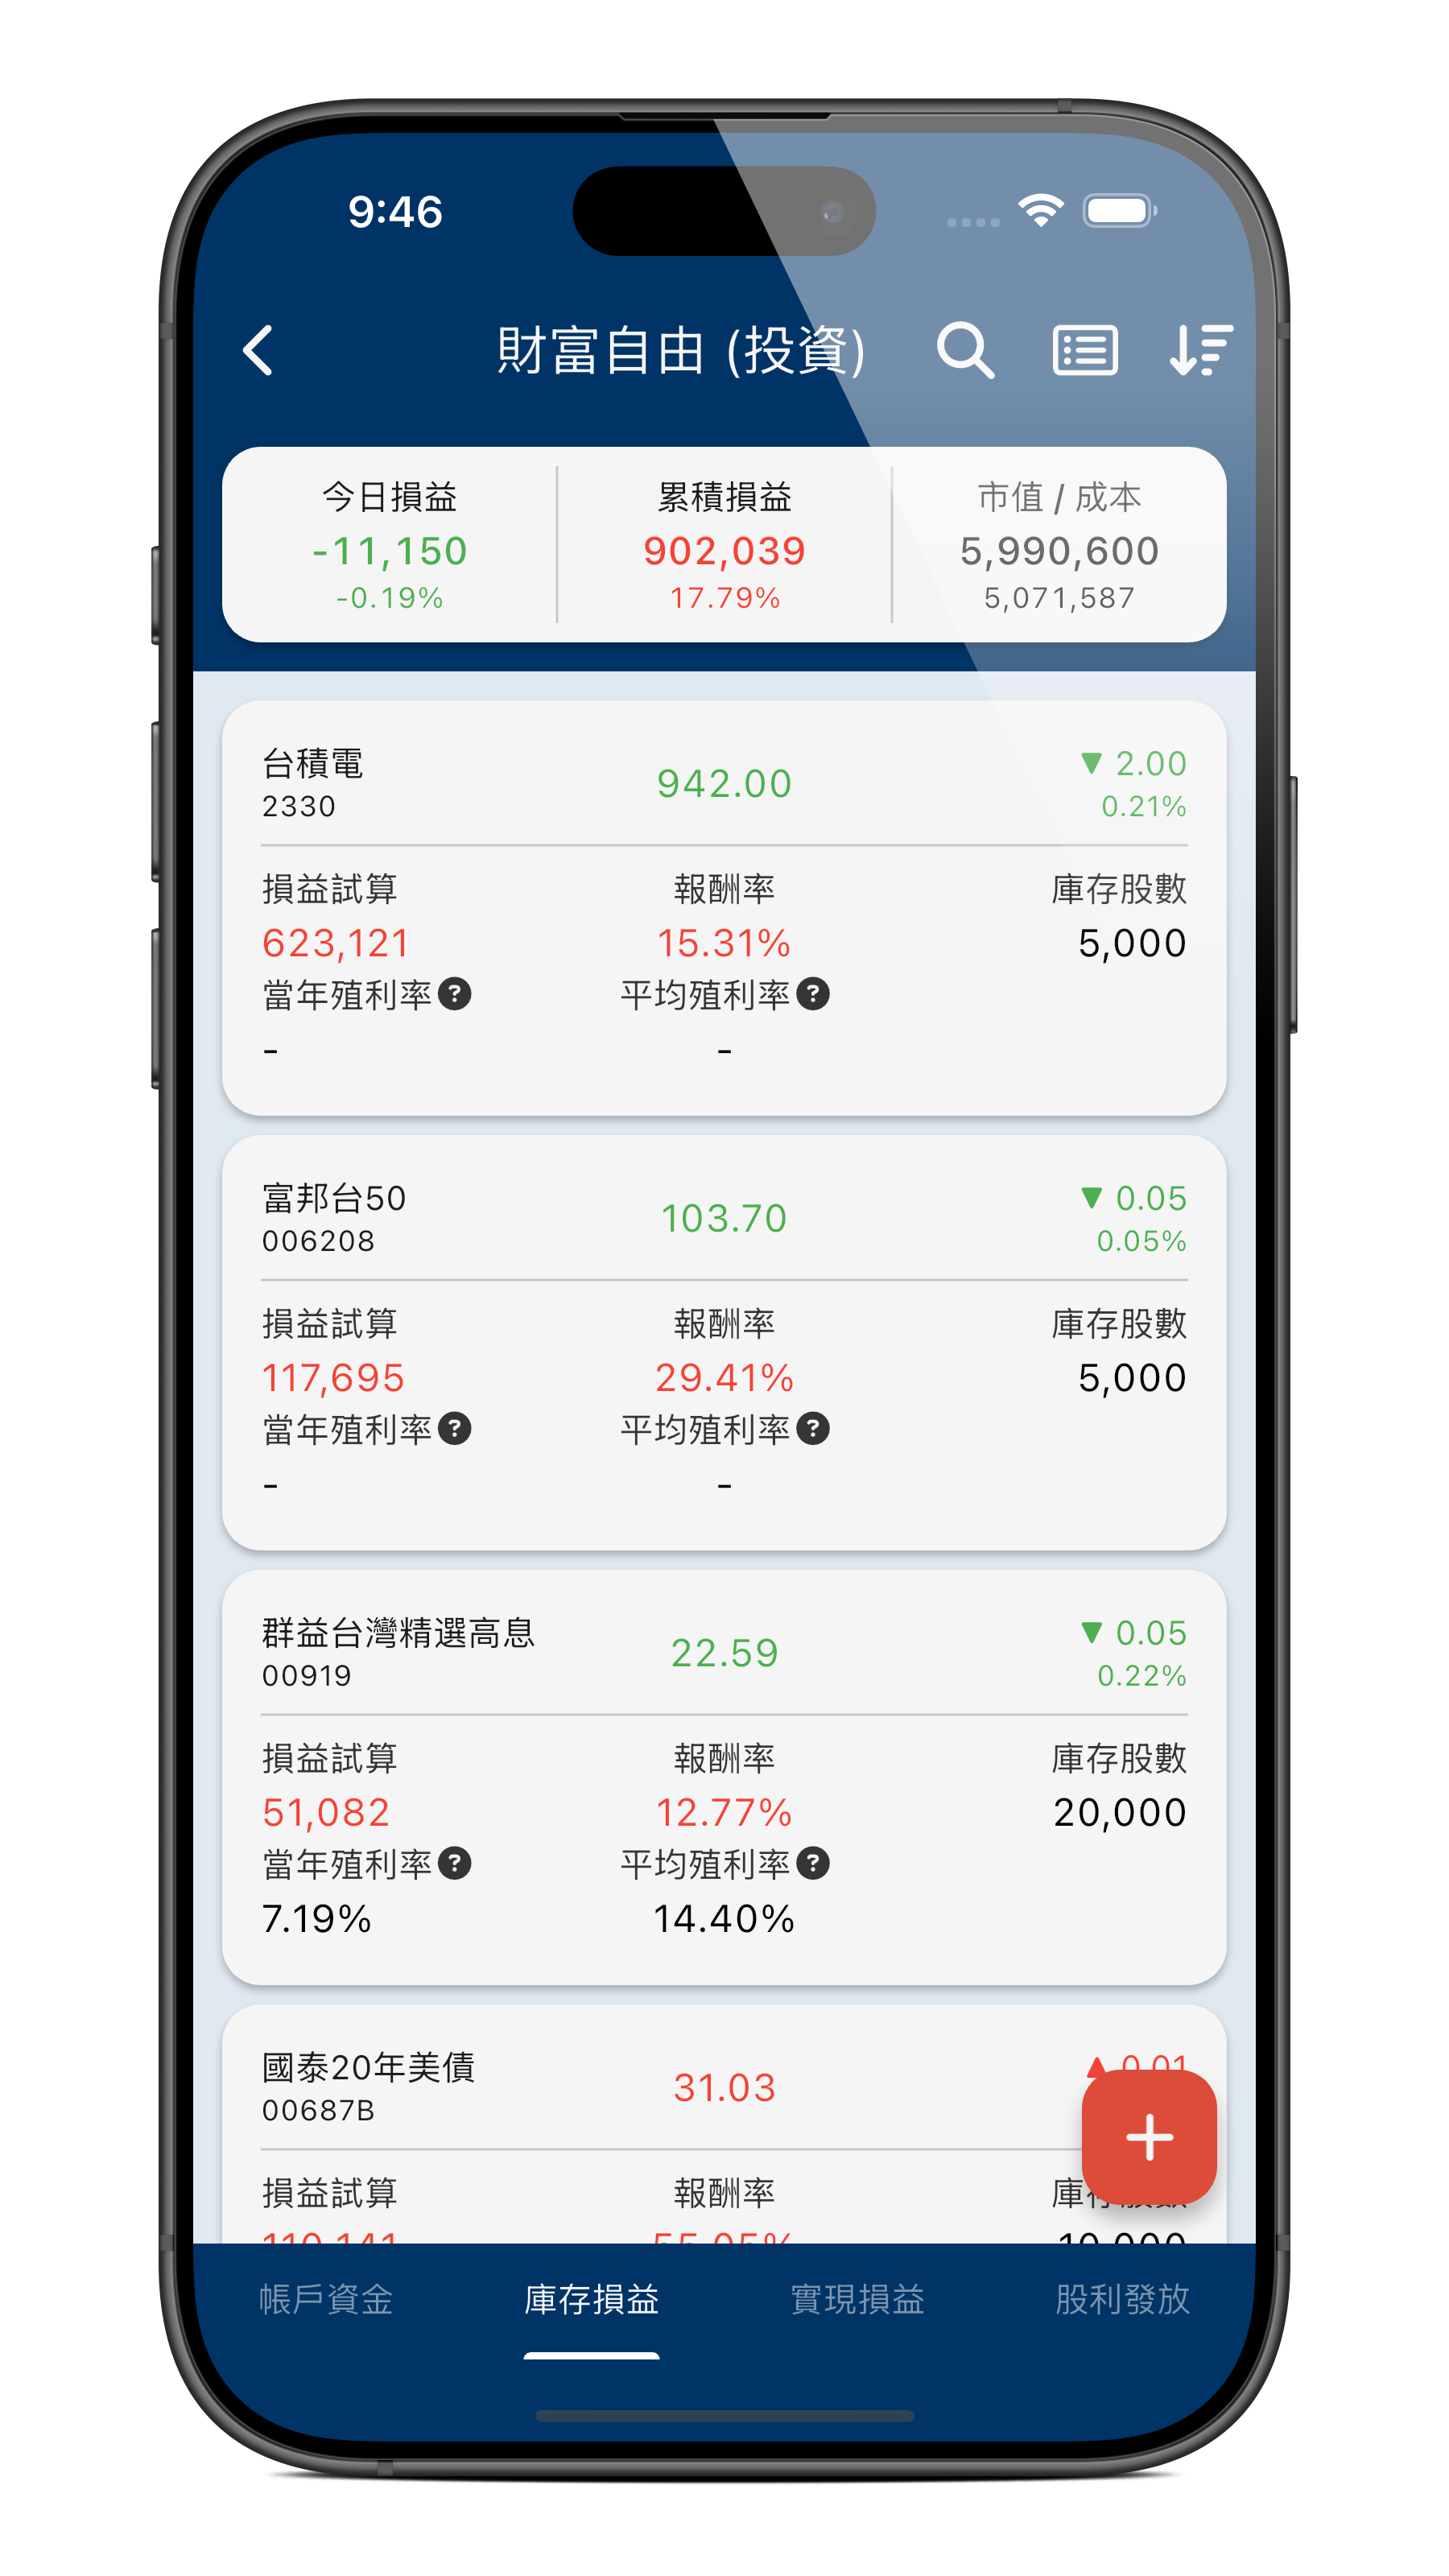 9:46
財富自由 (投資)
今日損益 累積損益 市值 / 成本
-11,150 902,039 5,990,600
-0.19% 17.79% 5,071,587
台積電 942.00 ▼ 2.00
2330 0.21%
損益試算 報酬率 庫存股數
623,121 15.31% 5,000
當年殖利率 ? 平均殖利率 ?
- -
富邦台50 103.70 ▼ 0.05
006208 0.05%
損益試算 報酬率 庫存股數
117,695 29.41% 5,000
當年殖利率 ? 平均殖利率 ?
- -
群益台灣精選高息 22.59 ▼ 0.05
00919 0.22%
損益試算 報酬率 庫存股數
51,082 12.77% 20,000
當年殖利率 ? 平均殖利率 ?
7.19% 14.40%
國泰20年美債 31.03 ▲ 0.01
00687B
損益試算 報酬率 庫存股數
110,141 55.05% 10,000
帳戶資金 庫存損益 實現損益 股利發放